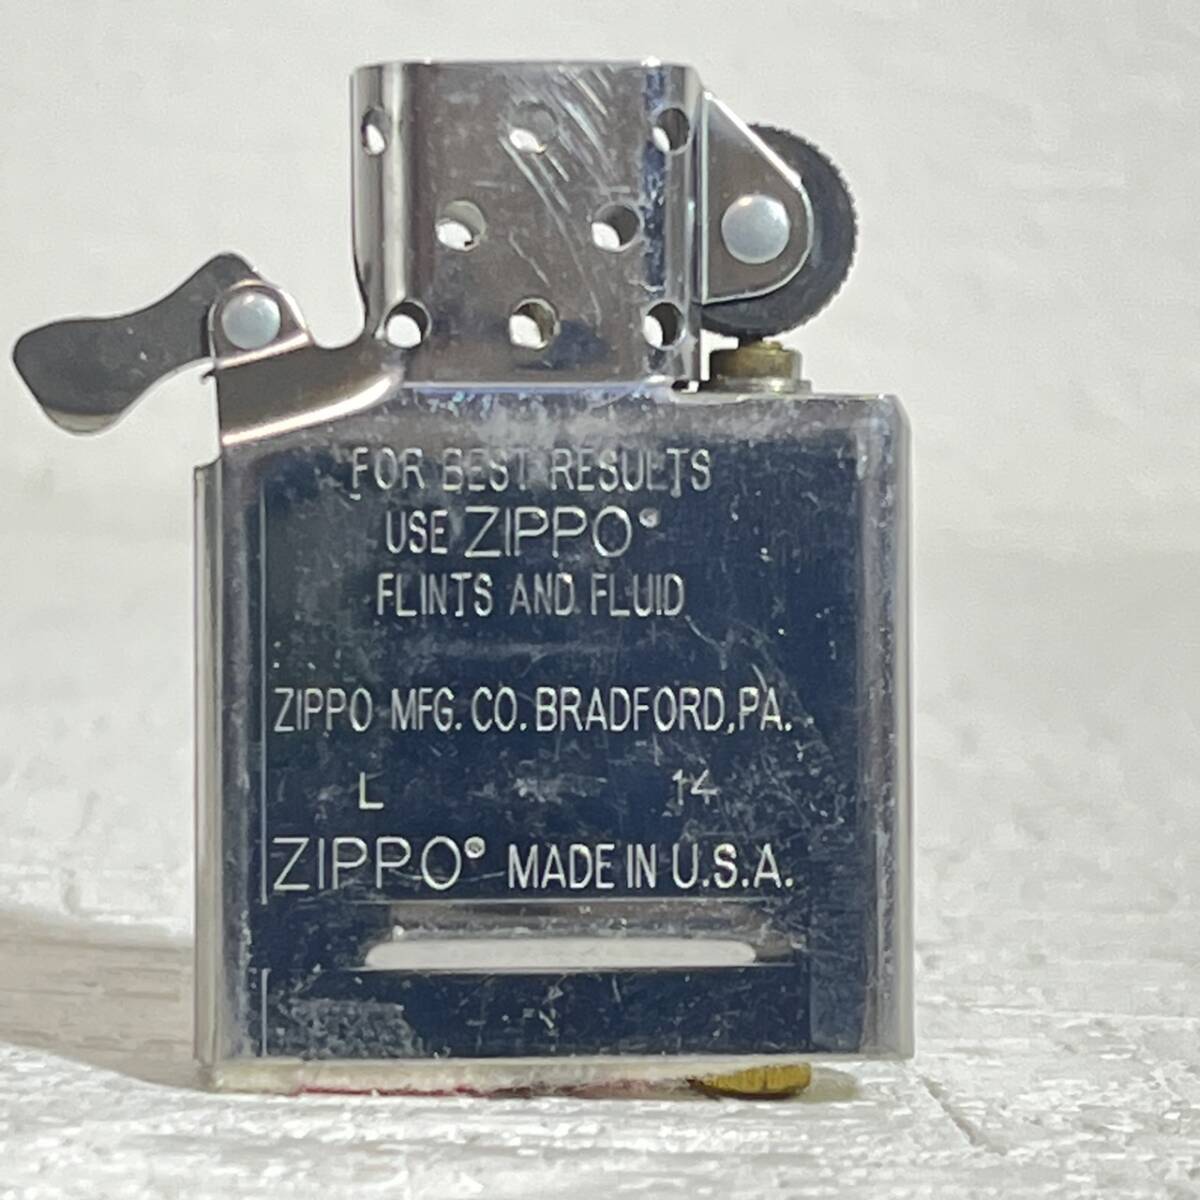 FOR BEST RESULTS
USE ZIPPO®
FLINTS AND FLUID
ZIPPO MFG. CO. BRADFORD, PA.
L 14
ZIPPO® MADE IN U.S.A.